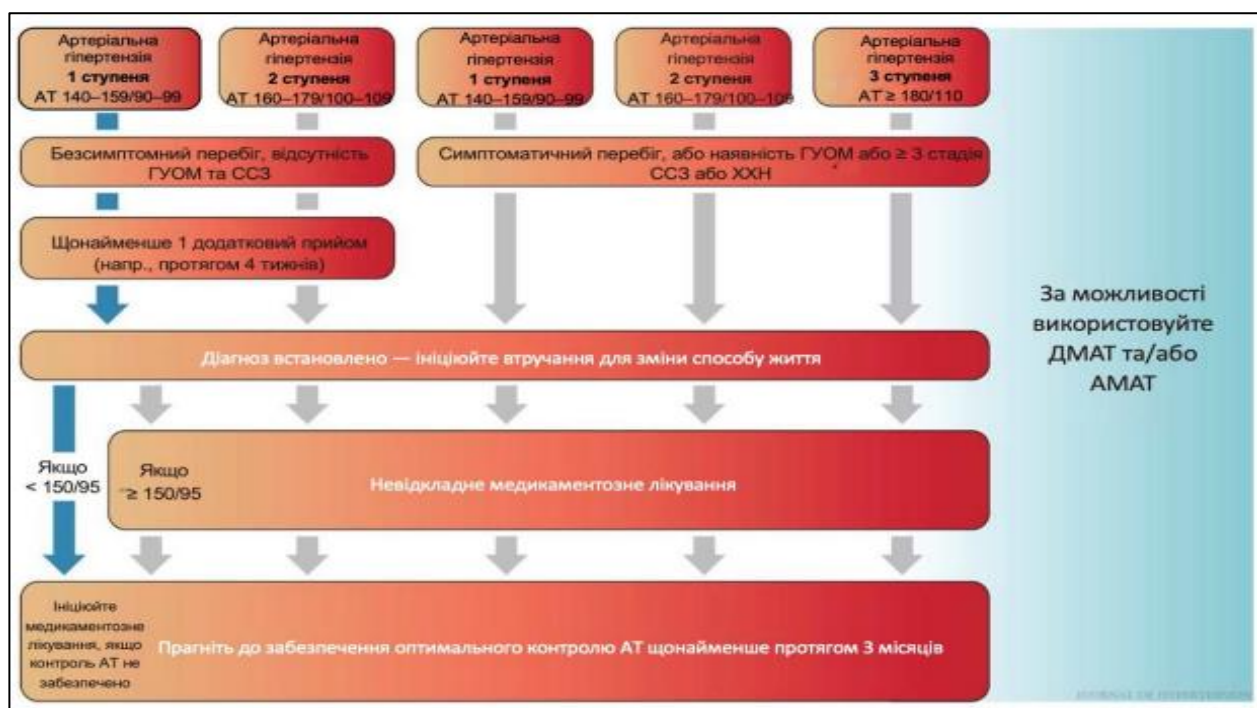 Артеріальна
гіпертензія
1 ступеня
АТ 140–159/90–99
Артеріальна
гіпертензія
2 ступеня
АТ 160–179/100–109
Артеріальна
гіпертензія
1 ступеня
АТ 140–159/90–99
Артеріальна
гіпертензія
2 ступеня
АТ 160–179/100–109
Артеріальна
гіпертензія
3 ступеня
АТ ≥ 180/110
Безсимптомний перебіг, відсутність
ГУОМ та ССЗ
Симптоматичний перебіг, або наявність ГУОМ або ≥ 3 стадія
ССЗ або ХХН
Щонайменше 1 додатковий прийом
(напр., протягом 4 тижнів)
Діагноз встановлено — ініціюйте втручання для зміни способу життя
Якщо
< 150/95
Якщо
≥ 150/95
Невідкладне медикаментозне лікування
Ініціюйте
медикаментозне
лікування, якщо
контроль АТ не
забезпечено
Прагніть до забезпечення оптимального контролю АТ щонайменше протягом 3 місяців
За можливості
використовуйте
ДМАТ та/або
АМАТ
JOURNAL OF HYPERTENSION